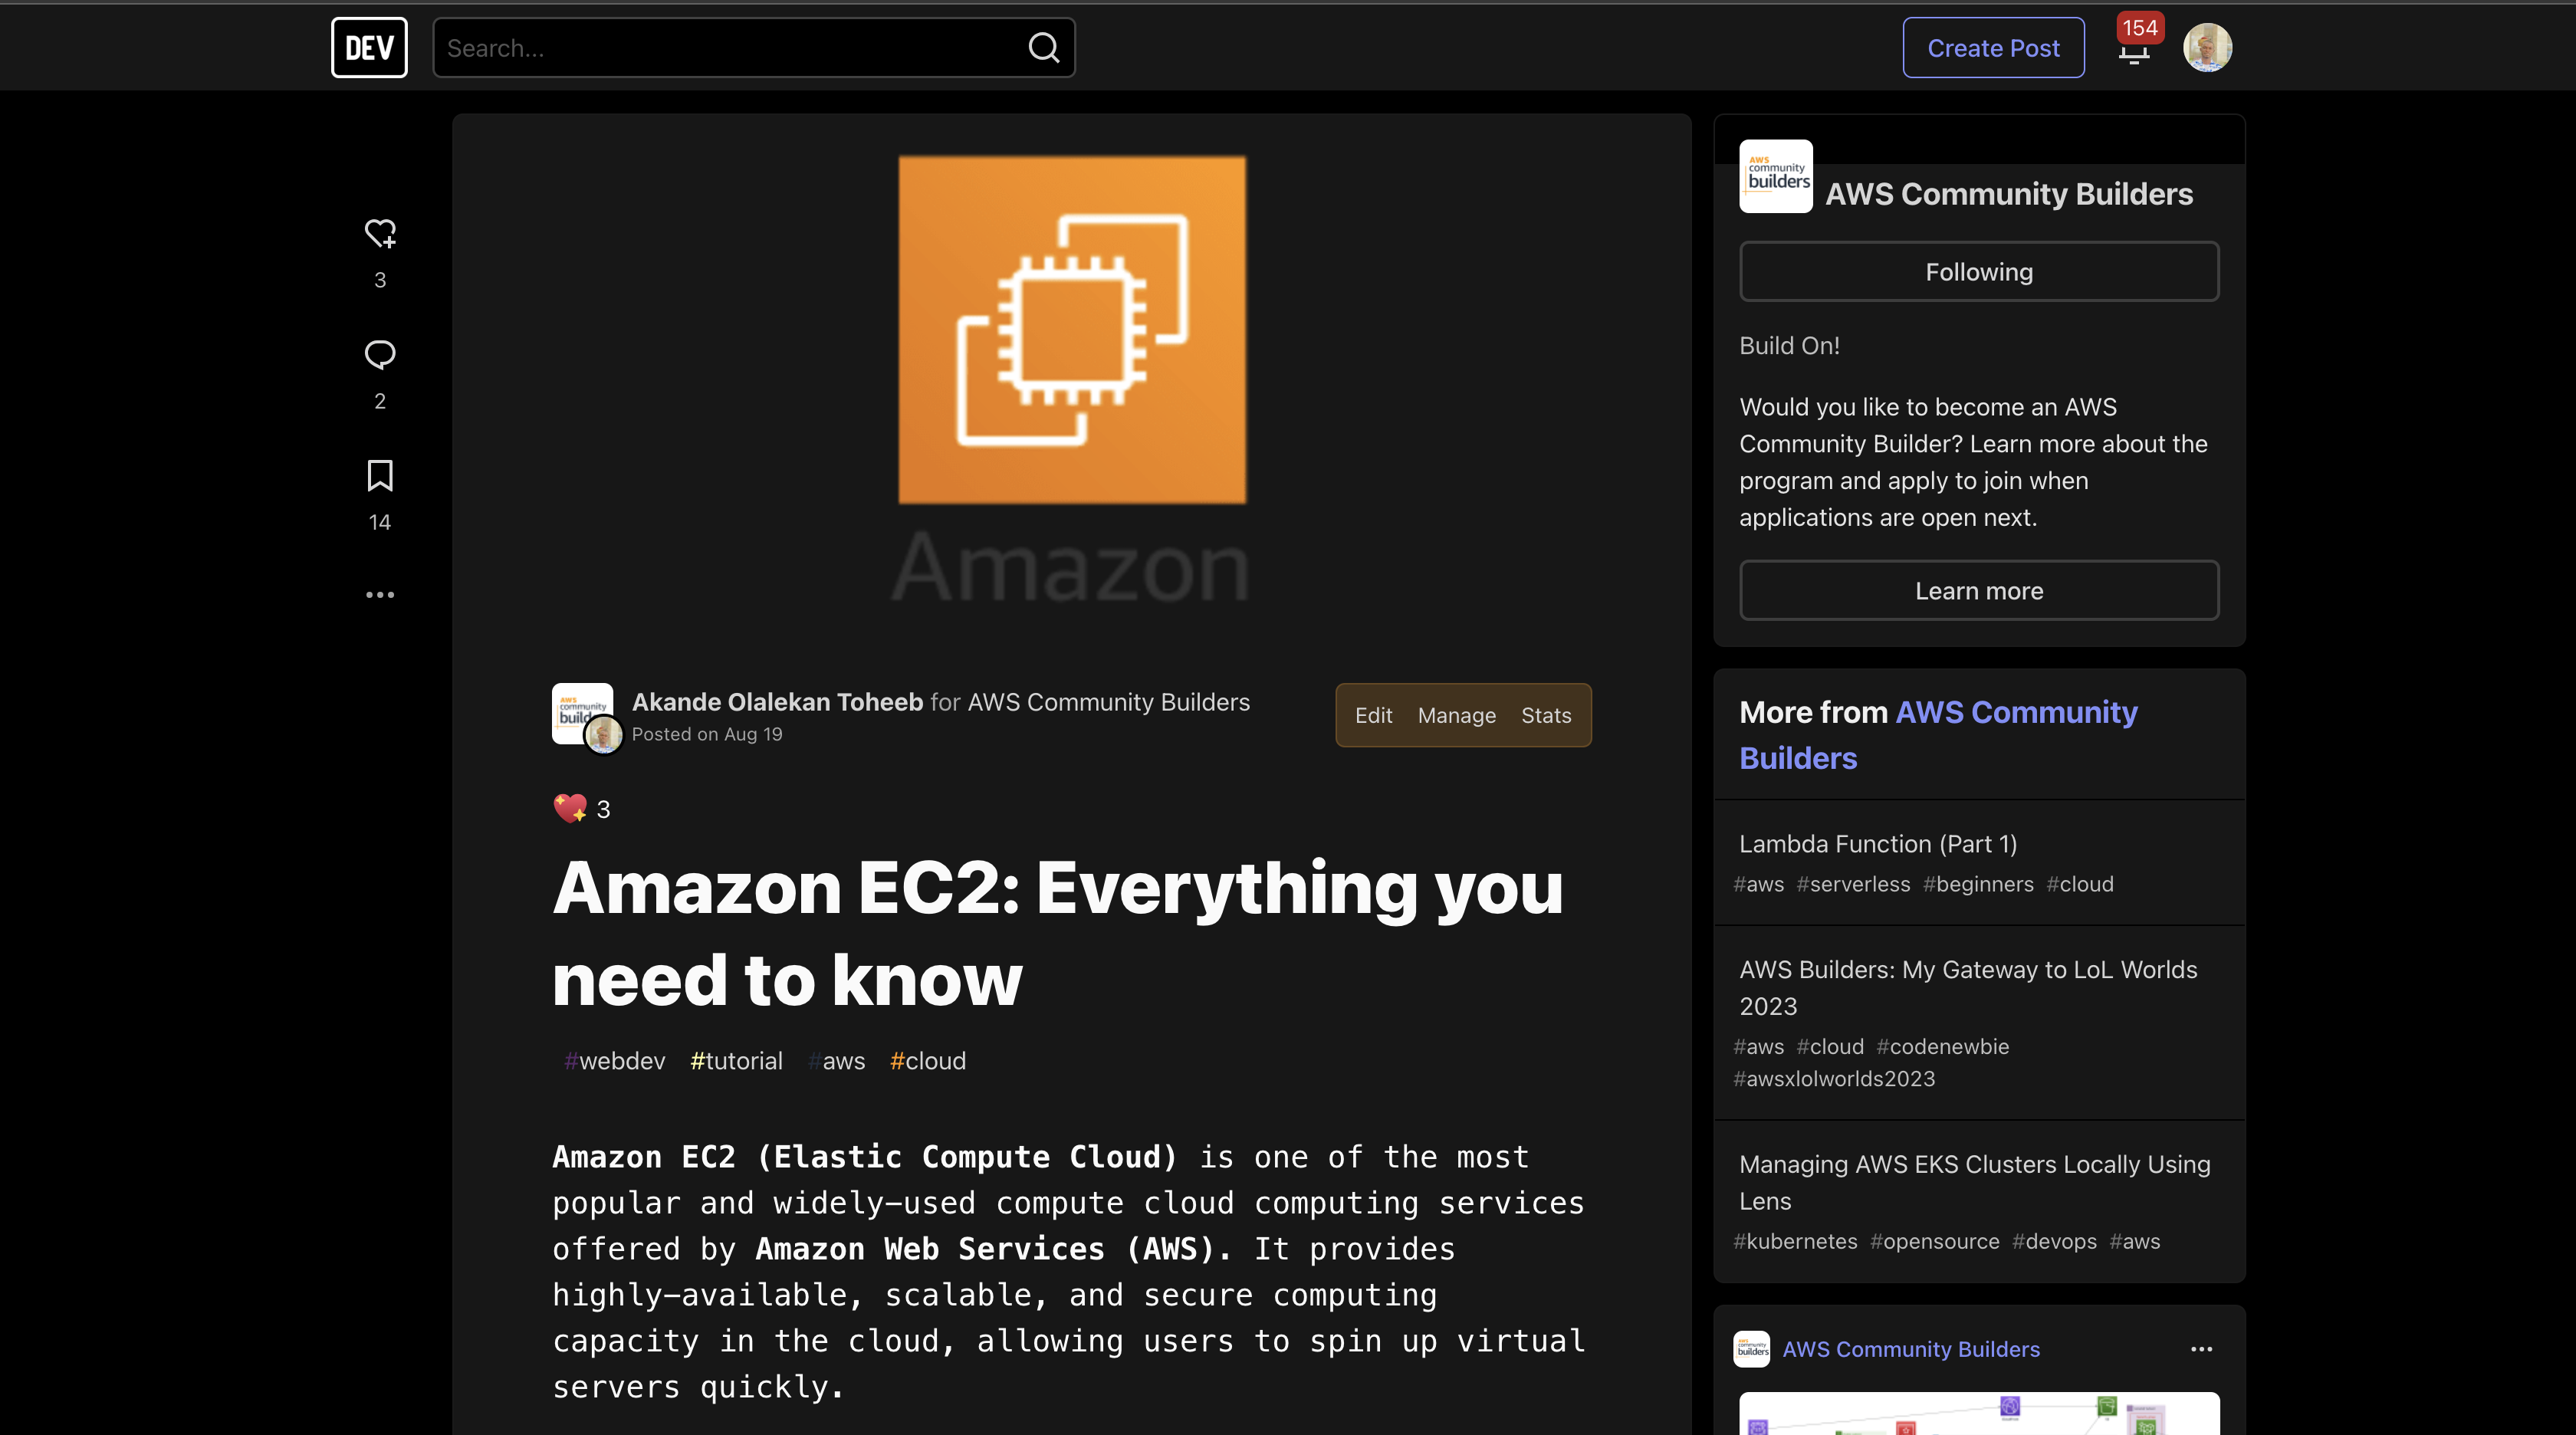 DEV
Search...
Create Post
154
3
2
14
Amazon
AWS community builders
Akande Olalekan Toheeb for AWS Community Builders
Posted on Aug 19
Edit Manage Stats
3
Amazon EC2: Everything you
need to know
#webdev #tutorial #aws #cloud
Amazon EC2 (Elastic Compute Cloud) is one of the most
popular and widely-used compute cloud computing services
offered by Amazon Web Services (AWS). It provides
highly-available, scalable, and secure computing
capacity in the cloud, allowing users to spin up virtual
servers quickly.
AWS
community
builders
AWS Community Builders
Following
Build On!
Would you like to become an AWS
Community Builder? Learn more about the
program and apply to join when
applications are open next.
Learn more
More from AWS Community
Builders
Lambda Function (Part 1)
#aws #serverless #beginners #cloud
AWS Builders: My Gateway to LoL Worlds
2023
#aws #cloud #codenewbie
#awsxlolworlds2023
Managing AWS EKS Clusters Locally Using
Lens
#kubernetes #opensource #devops #aws
community
builders
AWS Community Builders